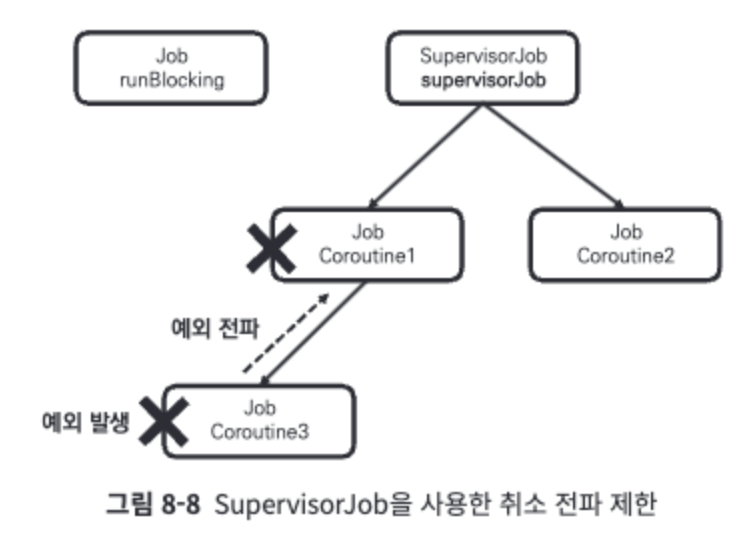 Job
runBlocking
SupervisorJob
supervisorJob
Job
Coroutine1
Job
Coroutine2
예외 전파
예외 발생
Job
Coroutine3
그림 8-8 SupervisorJob을 사용한 취소 전파 제한